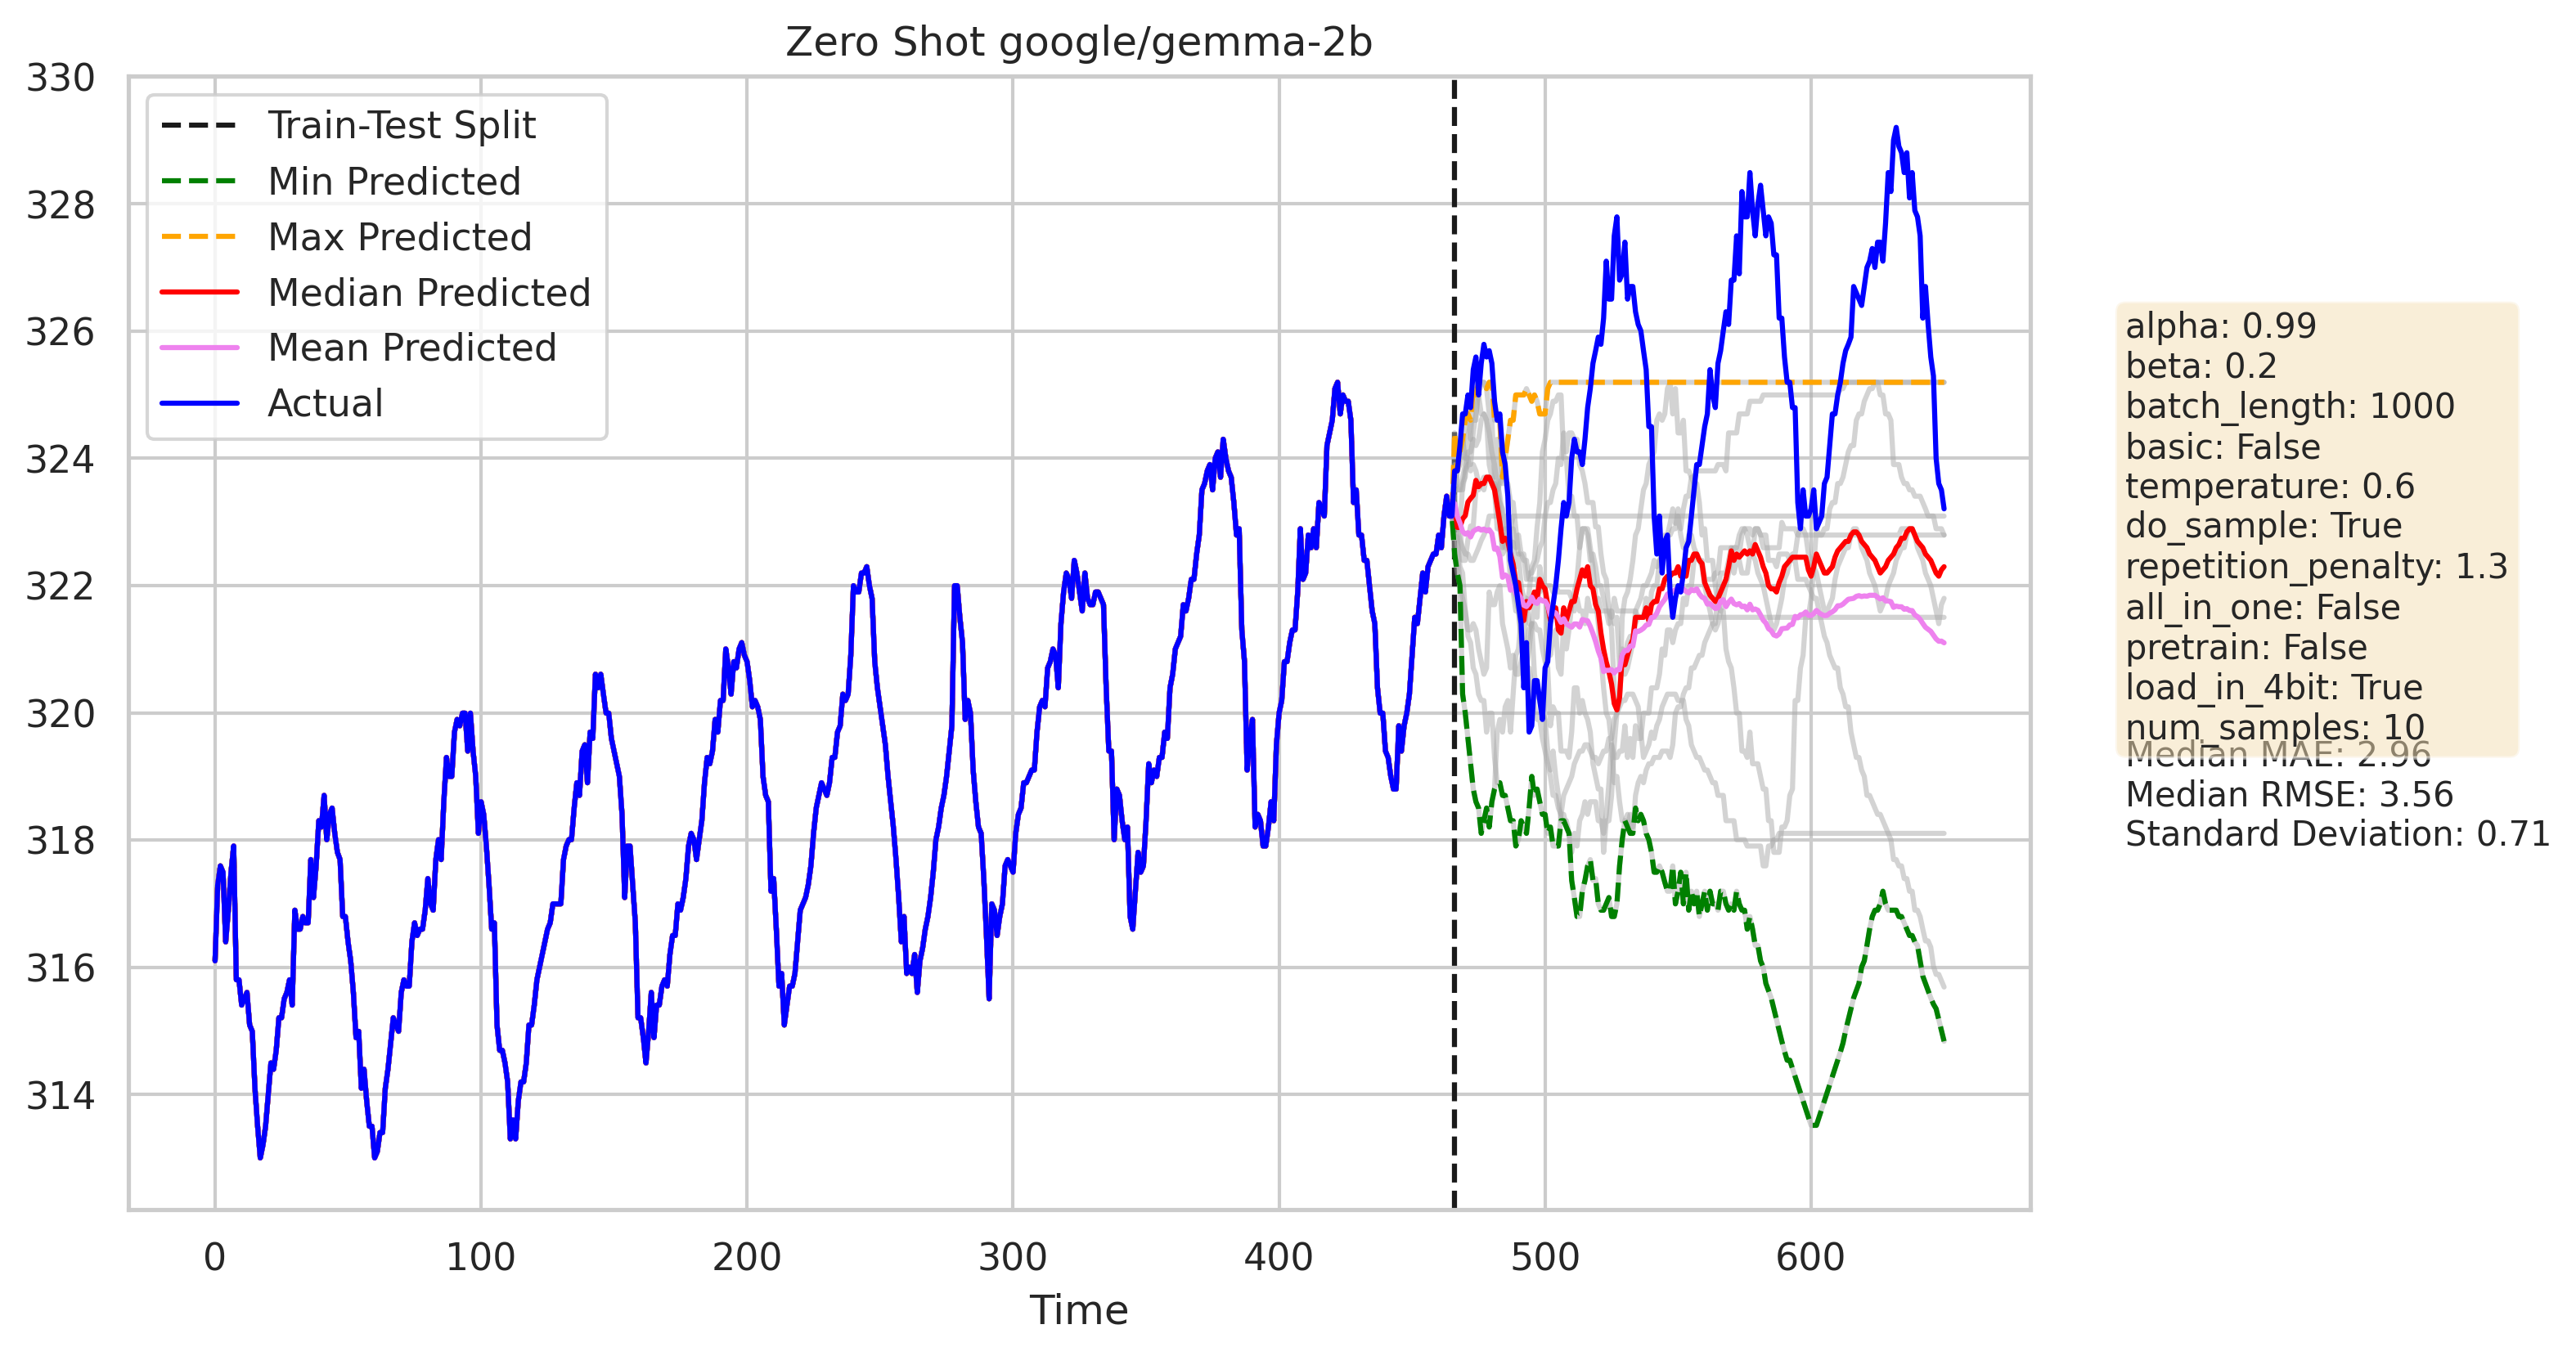 Zero Shot google/gemma-2b
330
328
326
324
322
320
318
316
314
Train-Test Split
Min Predicted
Max Predicted
Median Predicted
Mean Predicted
Actual
0 100 200 300 400 500 600
Time
alpha: 0.99
beta: 0.2
batch_length: 1000
basic: False
temperature: 0.6
do_sample: True
repetition_penalty: 1.3
all_in_one: False
pretrain: False
load_in_4bit: True
num_samples: 10
Median MAE: 2.96
Median RMSE: 3.56
Standard Deviation: 0.71